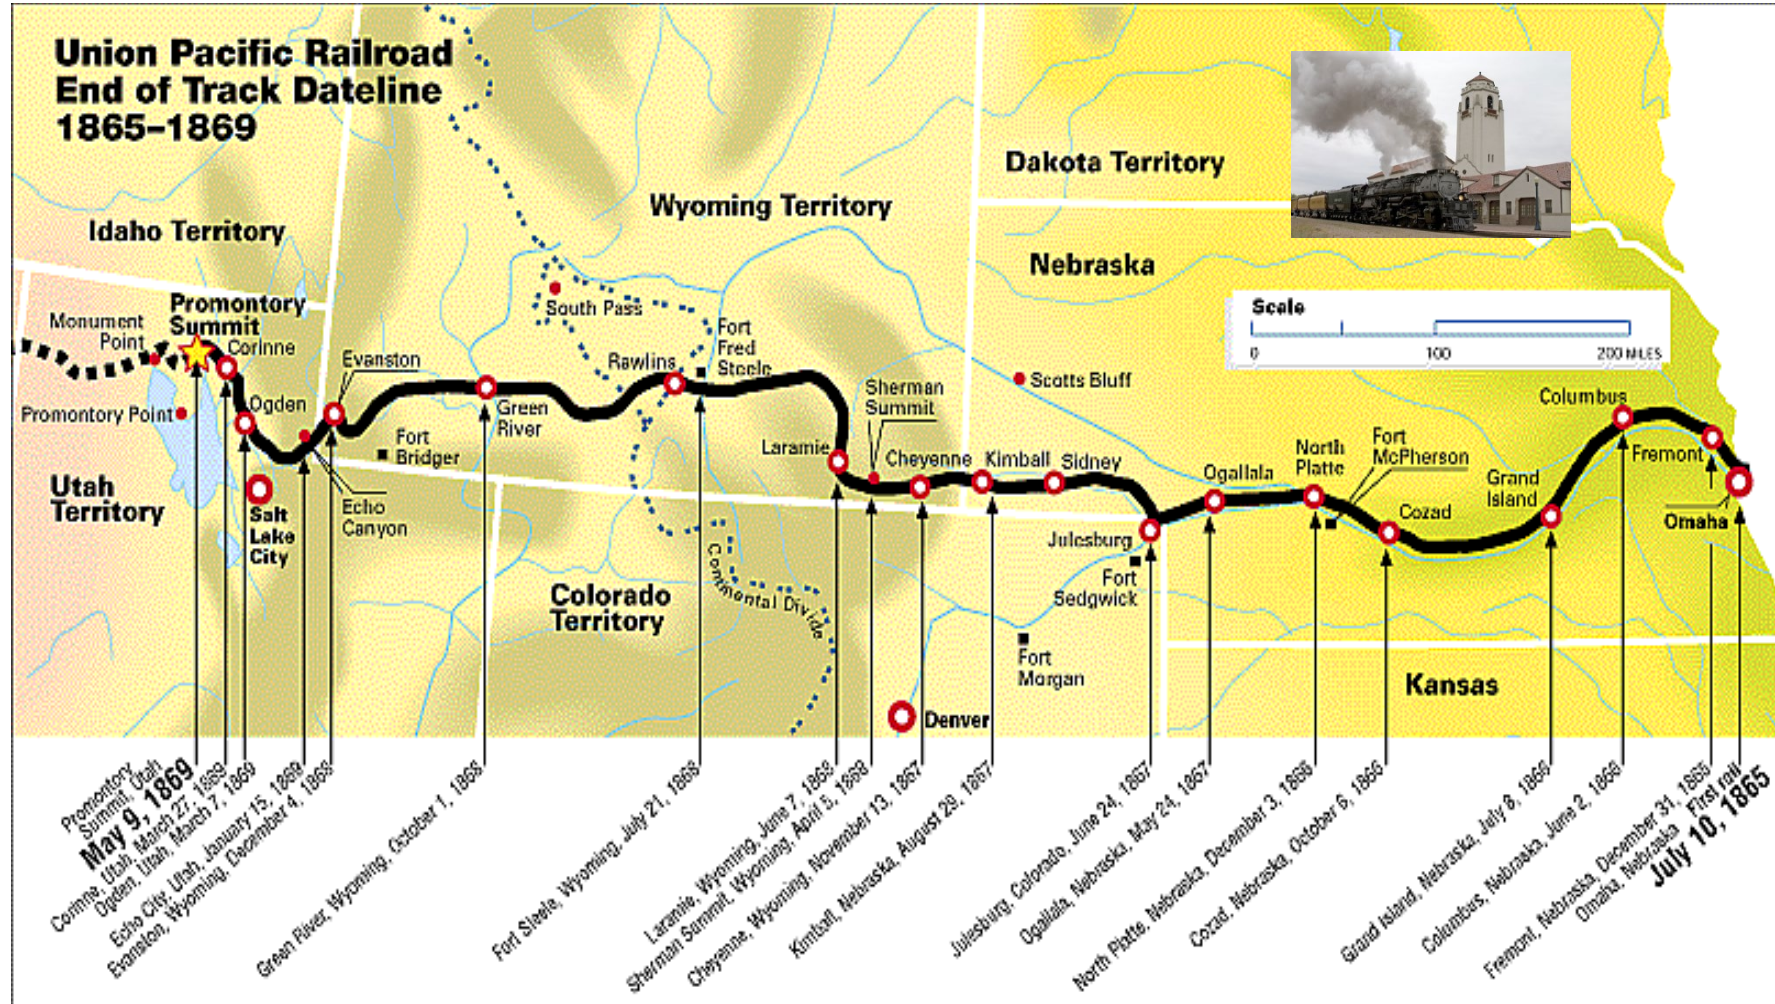 Union Pacific Railroad
End of Track Dateline
1865–1869
Dakota Territory
Wyoming Territory
Idaho Territory
Nebraska
Scale
0 100 200 MILES
Promontory
Summit
Monument
Point
Corinne
Evanston
South Pass
Fort
Fred
Steele
Rawlins
Sherman
Summit
Scotts Bluff
Columbus
Promontory Point
Ogden
Green
River
Fort
Bridger
Laramie
Cheyenne
Kimball
Sidney
Ogallala
North
Platte
Fort
McPherson
Grand
Island
Fremont
Utah
Territory
Salt
Lake
City
Echo
Canyon
Cozad
Omaha
Julesburg
Fort
Sedgwick
Continental Divide
Colorado
Territory
Fort
Morgan
Kansas
Denver
Promontory
Summit, Utah
May 9, 1869
Corinne, Utah, March 27, 1869
Ogden, Utah, March 7, 1869
Echo City, Utah, January 15, 1869
Evanston, Wyoming, December 4, 1868
Green River, Wyoming, October 1, 1868
Fort Steele, Wyoming, July 21, 1868
Laramie, Wyoming, June 7, 1868
Sherman Summit, Wyoming, April 5, 1868
Cheyenne, Wyoming, November 13, 1867
Kimball, Nebraska, August 29, 1867
Julesburg, Colorado, June 24, 1867
Ogallala, Nebraska, May 24, 1867
North Platte, Nebraska, December 3, 1866
Cozad, Nebraska, October 6, 1866
Grand Island, Nebraska, July 8, 1866
Columbus, Nebraska, June 2, 1866
Fremont, Nebraska, December 31, 1865
Omaha, Nebraska First rail
July 10, 1865